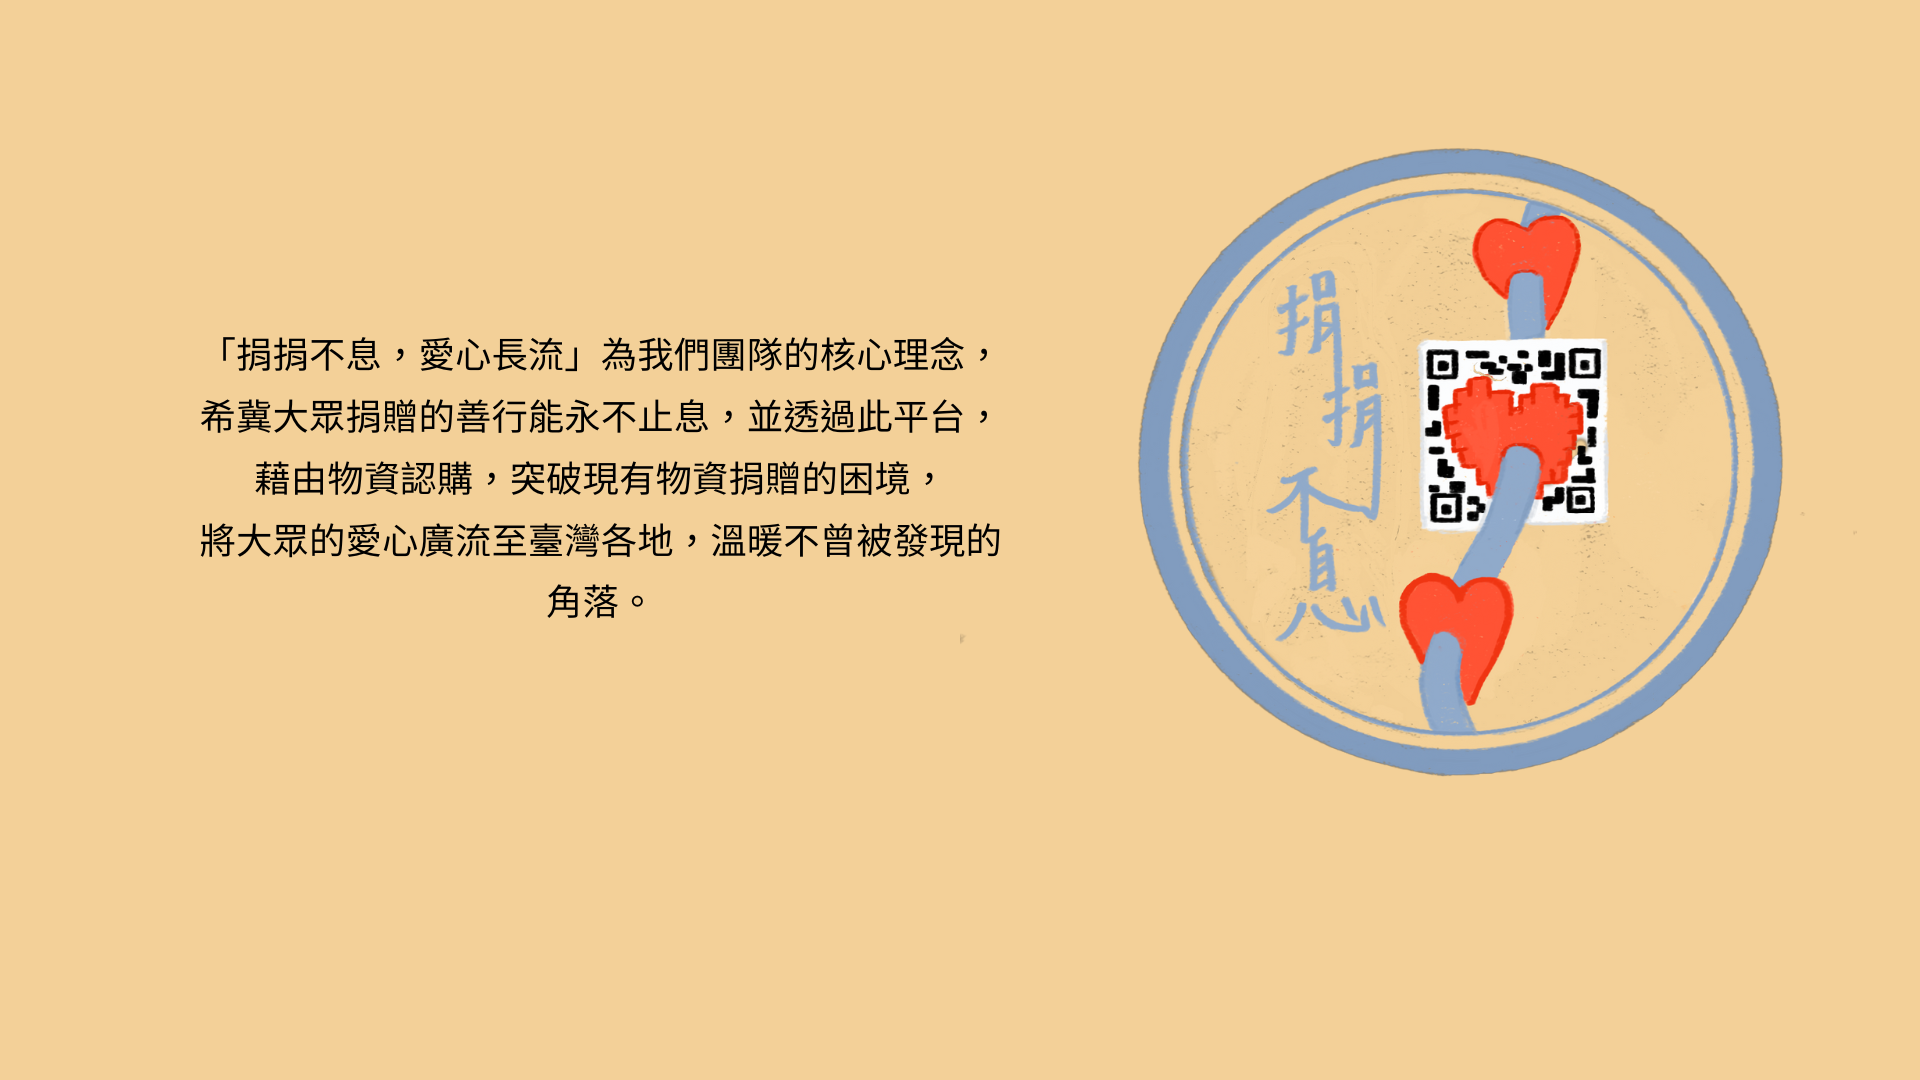 「捐捐不息，愛心長流」為我們團隊的核心理念，
希冀大眾捐贈的善行能永不止息，並透過此平台，
藉由物資認購，突破現有物資捐贈的困境，
將大眾的愛心廣流至臺灣各地，溫暖不曾被發現的
角落。
捐捐不息